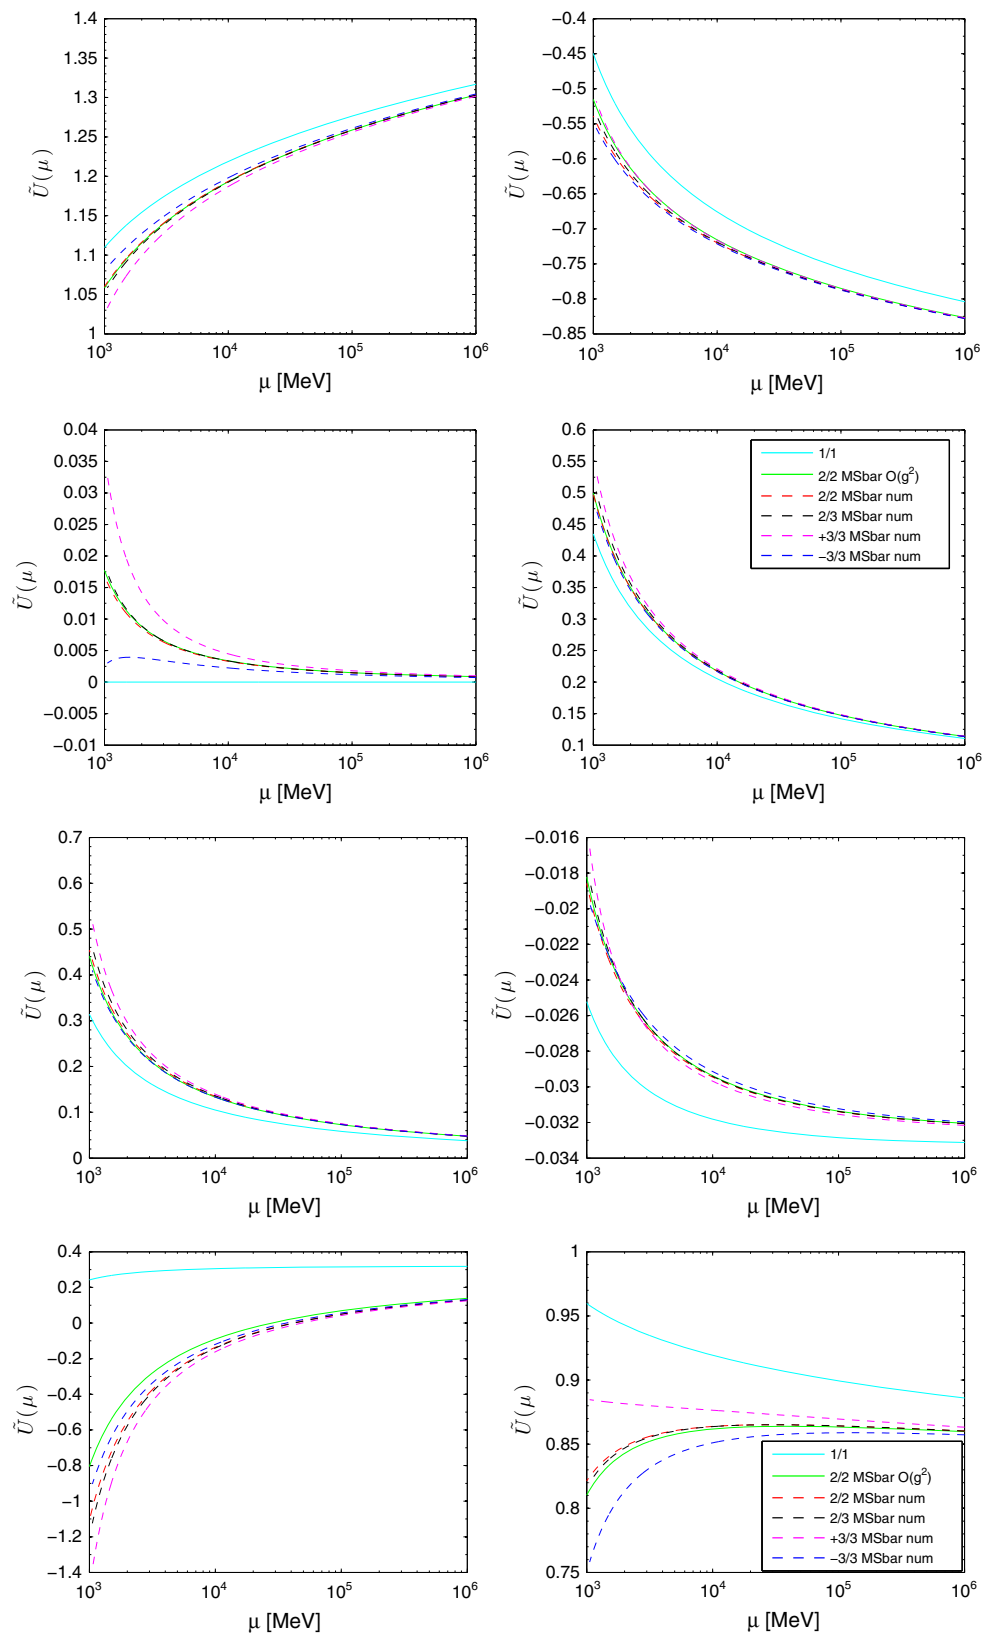 1.4
1.35
1.3
1.25
1.2
1.15
1.1
1.05
1
Ũ(μ)
10³ 10⁴ 10⁵ 10⁶
μ [MeV]
−0.4
−0.45
−0.5
−0.55
−0.6
−0.65
−0.7
−0.75
−0.8
−0.85
Ũ(μ)
10³ 10⁴ 10⁵ 10⁶
μ [MeV]
0.04
0.03
0.02
0.015
0.01
0.005
0
−0.005
−0.01
Ũ(μ)
10³ 10⁴ 10⁵ 10⁶
μ [MeV]
0.6
0.5
0.45
0.4
0.35
0.3
0.2
0.15
0.1
Ũ(μ)
1/1
2/2 MSbar O(g²)
2/2 MSbar num
2/3 MSbar num
+3/3 MSbar num
−3/3 MSbar num
10³ 10⁴ 10⁵ 10⁶
μ [MeV]
0.7
0.6
0.5
0.4
0.3
0.2
0.1
0
Ũ(μ)
10³ 10⁴ 10⁵ 10⁶
μ [MeV]
−0.016
−0.02
−0.022
−0.024
−0.026
−0.028
−0.03
−0.032
−0.034
Ũ(μ)
10³ 10⁴ 10⁵ 10⁶
μ [MeV]
0.4
0.2
0
−0.2
−0.4
−0.6
−0.8
−1
−1.2
−1.4
Ũ(μ)
10³ 10⁴ 10⁵ 10⁶
μ [MeV]
1
0.95
0.9
0.85
0.8
0.75
Ũ(μ)
1/1
2/2 MSbar O(g²)
2/2 MSbar num
2/3 MSbar num
+3/3 MSbar num
−3/3 MSbar num
10³ 10⁴ 10⁵ 10⁶
μ [MeV]